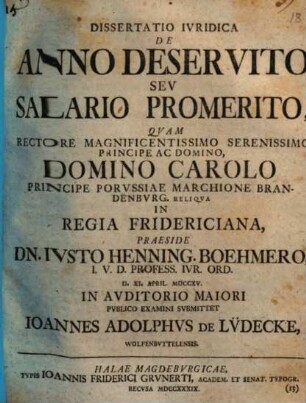 DISSERTATIO IVRIDICA
DE
ANNO DESERVITO
SEV
SALARIO PROMERITO,
QVAM
RECTORE MAGNIFICENTISSIMO SERENISSIMO
PRINCIPE AC DOMINO,
DOMINO CAROLO
PRINCIPE PORVSSIAE MARCHIONE BRAN-
DENBVRG. RELIQVA
IN
REGIA FRIDERICIANA,
PRAESIDE
DN. IVSTO HENNING. BOEHMERO,
I. V. D. PROFESS. IVR. ORD.
D. XI. APRIL. MDCCXV.
IN AVDITORIO MAIORI
PVBLICO EXAMINI SVBMITTET
IOANNES ADOLPHVS DE LÜDECKE,
WOLFENBVTTELENSIS.
HALAE MAGDEBVRGICAE,
TYPIS IOANNIS FRIDERICI GRVNERTI, ACADEM. ET SENAT. TYPOGR.
RECVSA MDCCXXXIX.